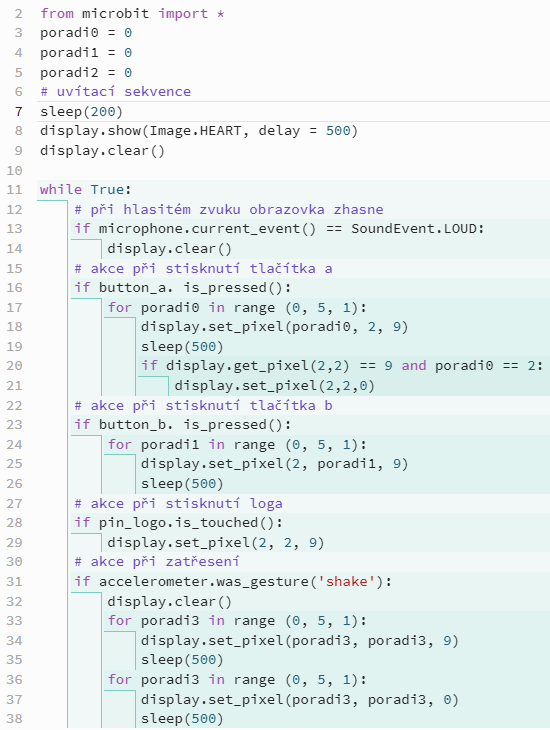 2 from microbit import *
3 poradi0 = 0
4 poradi1 = 0
5 poradi2 = 0
6 # uvítací sekvence
7 sleep(200)
8 display.show(Image.HEART, delay = 500)
9 display.clear()
10
11 while True:
12     # při hlasitém zvuku obrazovka zhasne
13     if microphone.current_event() == SoundEvent.LOUD:
14         display.clear()
15     # akce při stisknutí tlačítka a
16     if button_a. is_pressed():
17         for poradi0 in range (0, 5, 1):
18             display.set_pixel(poradi0, 2, 9)
19             sleep(500)
20             if display.get_pixel(2,2) == 9 and poradi0 == 2:
21                 display.set_pixel(2,2,0)
22     # akce při stisknutí tlačítka b
23     if button_b. is_pressed():
24         for poradi1 in range (0, 5, 1):
25             display.set_pixel(2, poradi1, 9)
26             sleep(500)
27     # akce při stisknutí loga
28     if pin_logo.is_touched():
29         display.set_pixel(2, 2, 9)
30     # akce při zatřesení
31     if accelerometer.was_gesture('shake'):
32         display.clear()
33         for poradi3 in range (0, 5, 1):
34             display.set_pixel(poradi3, poradi3, 9)
35             sleep(500)
36         for poradi3 in range (0, 5, 1):
37             display.set_pixel(poradi3, poradi3, 0)
38             sleep(500)